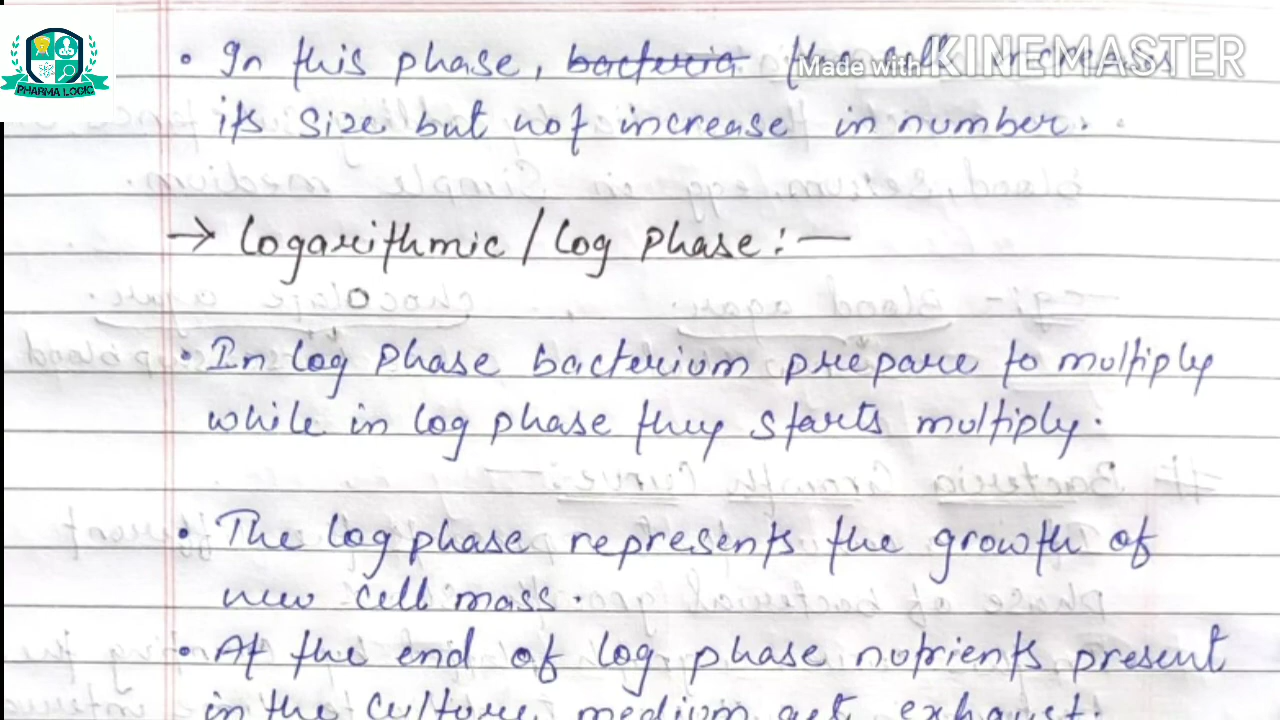 PHARMA LOGIC
Made with KINEMASTER
• In this phase, bacteria the cell increases
its size but not increase in number.
→ Logarithmic / Log phase :—
• In Log phase bacterium prepare to multiply
while in log phase they starts multiply.
• The log phase represents the growth of
new cell mass.
• At the end of log phase nutrients present
in the culture medium get exhaust.